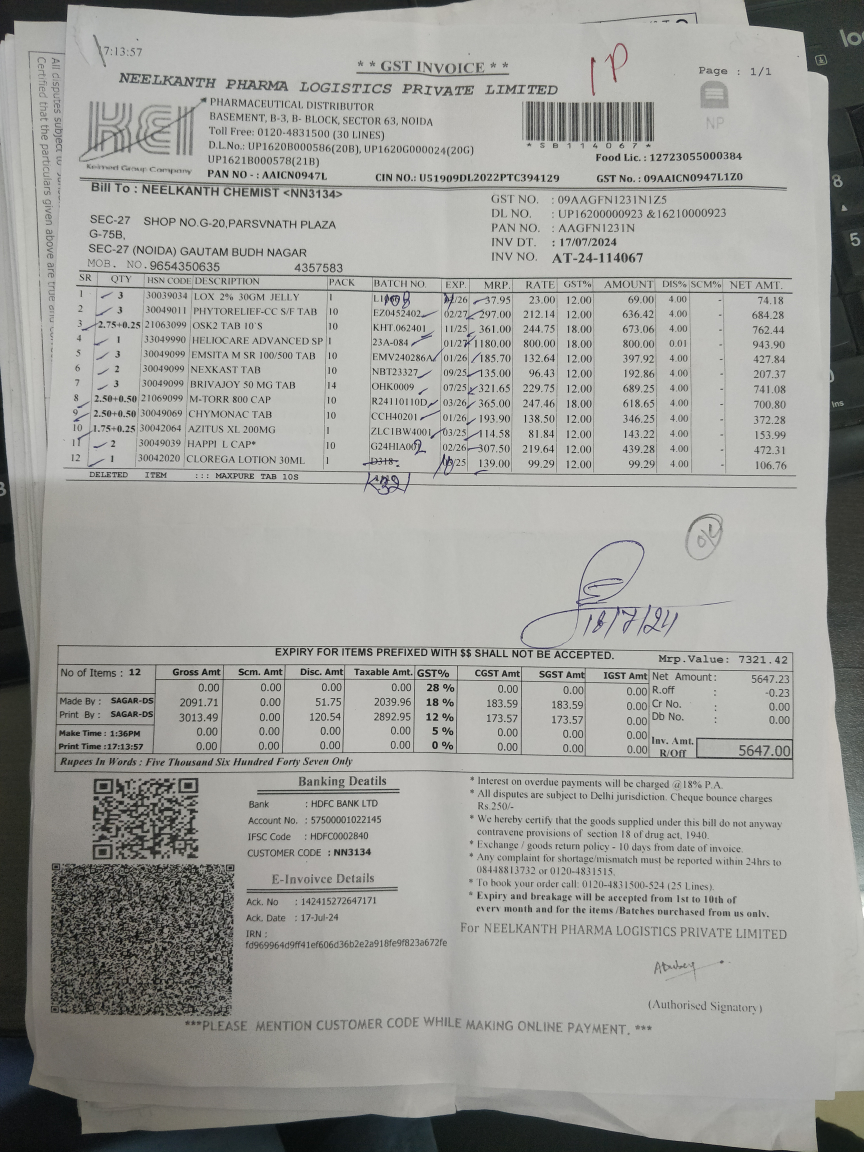 17:13:57
** GST INVOICE **
1P
Page : 1/1
NEELKANTH PHARMA LOGISTICS PRIVATE LIMITED
KEI
Keimed Group Company
PHARMACEUTICAL DISTRIBUTOR
BASEMENT, B-3, B- BLOCK, SECTOR 63, NOIDA
Toll Free: 0120-4831500 (30 LINES)
D.L.No.: UP1620B000586(20B), UP1620G000024(20G)
UP1621B000578(21B)
PAN NO - : AAICN0947L
CIN NO.: U51909DL2022PTC394129
NP
*SB114067*
Food Lic. : 12723055000384
GST No. : 09AAICN0947L1Z0
Bill To : NEELKANTH CHEMIST <NN3134>
SEC-27 SHOP NO.G-20,PARSVNATH PLAZA
G-75B,
SEC-27 (NOIDA) GAUTAM BUDH NAGAR
MOB. NO.9654350635 4357583
GST NO. : 09AAGFN1231N1Z5
DL NO. : UP16200000923 &16210000923
PAN NO. : AAGFN1231N
INV DT. : 17/07/2024
INV NO. AT-24-114067
SR QTY HSN CODE DESCRIPTION PACK BATCH NO. EXP. MRP. RATE GST% AMOUNT DIS% SCM% NET AMT.
1 3 30039034 LOX 2% 30GM JELLY 1 /26 37.95 23.00 12.00 69.00 4.00 - 74.18
2 3 30049011 PHYTORELIEF-CC S/F TAB 10 EZ0452402 02/27 297.00 212.14 12.00 636.42 4.00 - 684.28
3 2.75+0.25 21063099 OSK2 TAB 10`S 10 KHT.062401 11/25 361.00 244.75 18.00 673.06 4.00 - 762.44
4 1 33049990 HELIOCARE ADVANCED SP 1 23A-084 01/27 1180.00 800.00 18.00 800.00 0.01 - 943.90
5 3 30049099 EMSITA M SR 100/500 TAB 10 EMV240286A 01/26 185.70 132.64 12.00 397.92 4.00 - 427.84
6 2 30049099 NEXKAST TAB 10 NBT23327 09/25 135.00 96.43 12.00 192.86 4.00 - 207.37
7 3 30049099 BRIVAJOY 50 MG TAB 14 OHK0009 07/25 321.65 229.75 12.00 689.25 4.00 - 741.08
8 2.50+0.50 21069099 M-TORR 800 CAP 10 R24110110D 03/26 365.00 247.46 18.00 618.65 4.00 - 700.80
9 2.50+0.50 30049069 CHYMONAC TAB 10 CCH40201 01/26 193.90 138.50 12.00 346.25 4.00 - 372.28
10 1.75+0.25 30042064 AZITUS XL 200MG 1 ZLC1BW4001 03/25 114.58 81.84 12.00 143.22 4.00 - 153.99
11 2 30049039 HAPPI L CAP* 10 G24HIA002 02/26 307.50 219.64 12.00 439.28 4.00 - 472.31
12 1 30042020 CLOREGA LOTION 30ML 1 D318 /25 139.00 99.29 12.00 99.29 4.00 - 106.76
DELETED ITEM ::: MAXPURE TAB 10S
OK
18/7/24
EXPIRY FOR ITEMS PREFIXED WITH $$ SHALL NOT BE ACCEPTED.
Mrp.Value: 7321.42
No of Items : 12 Gross Amt Scm. Amt Disc. Amt Taxable Amt. GST% CGST Amt SGST Amt IGST Amt Net Amount : 5647.23
0.00 0.00 0.00 0.00 28 % 0.00 0.00 0.00 R.off -0.23
Made By : SAGAR-DS 2091.71 0.00 51.75 2039.96 18 % 183.59 183.59 0.00 Cr No. : 0.00
Print By : SAGAR-DS 3013.49 0.00 120.54 2892.95 12 % 173.57 173.57 0.00 Db No. : 0.00
Make Time : 1:36PM 0.00 0.00 0.00 0.00 5 % 0.00 0.00 0.00
Print Time :17:13:57 0.00 0.00 0.00 0.00 0 % 0.00 0.00 0.00 Inv. Amt. R/Off 5647.00
Rupees In Words : Five Thousand Six Hundred Forty Seven Only
Banking Deatils
Bank : HDFC BANK LTD
Account No. : 57500001022145
IFSC Code : HDFC0002840
CUSTOMER CODE : NN3134
E-Invoivce Details
Ack. No : 142415272647171
Ack. Date : 17-Jul-24
IRN :
fd969964d9ff41ef606d36b2e2a918fe9f823a672fe
* Interest on overdue payments will be charged @18% P.A.
* All disputes are subject to Delhi jurisdiction. Cheque bounce charges
Rs.250/-
* We hereby certify that the goods supplied under this bill do not anyway
contravene provisions of section 18 of drug act, 1940.
* Exchange / goods return policy - 10 days from date of invoice.
* Any complaint for shortage/mismatch must be reported within 24hrs to
08448813732 or 0120-4831515.
* To book your order call: 0120-4831500-524 (25 Lines).
* Expiry and breakage will be accepted from 1st to 10th of
every month and for the items /Batches purchased from us only.
For NEELKANTH PHARMA LOGISTICS PRIVATE LIMITED
(Authorised Signatory)
***PLEASE MENTION CUSTOMER CODE WHILE MAKING ONLINE PAYMENT. ***
All disputes subject to
Certified that the particulars given above are true and
8
5
Ins